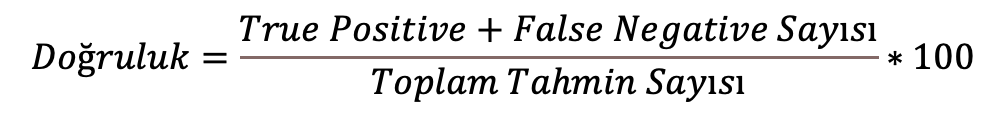 True Positive + False Negative Sayısı
Doğruluk = * 100
Toplam Tahmin Sayısı